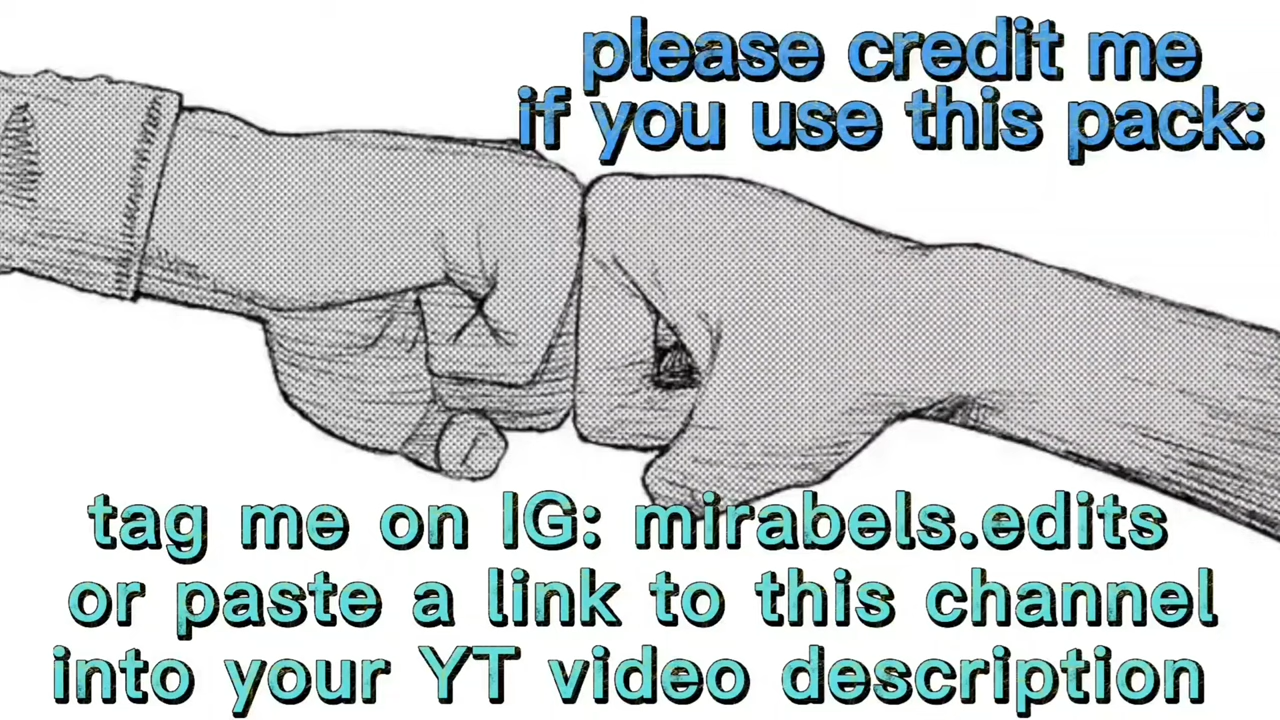 please credit me
if you use this pack:
tag me on IG: mirabels.edits
or paste a link to this channel
into your YT video description